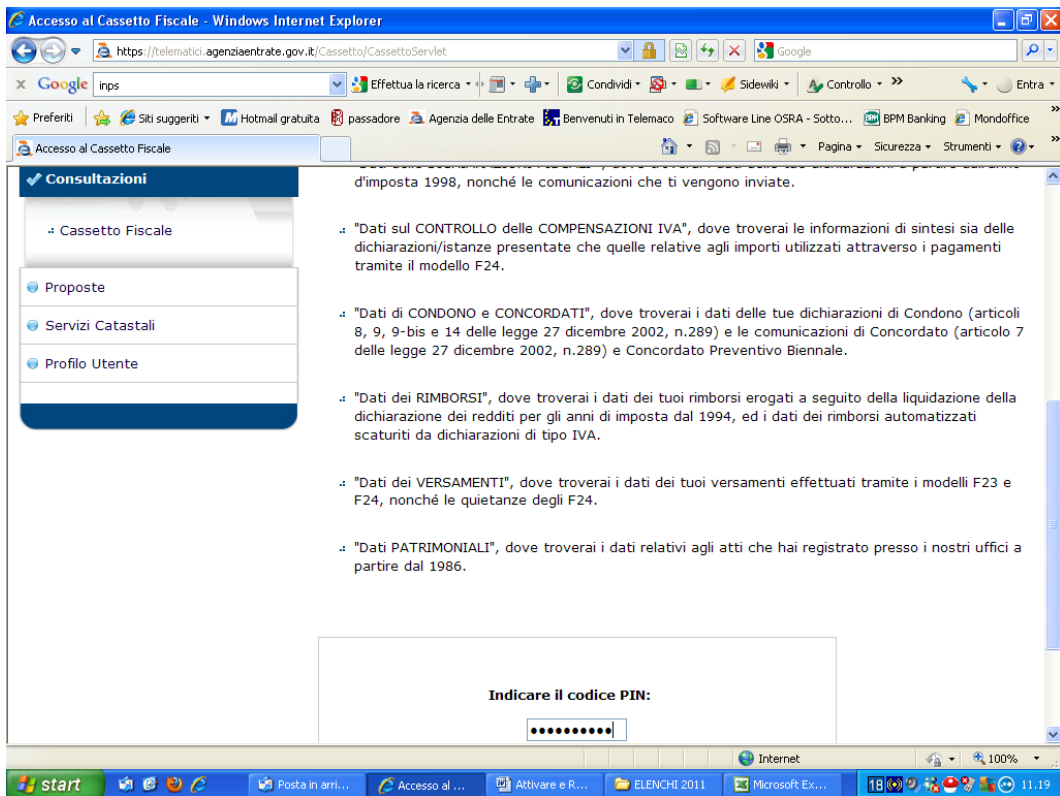 Accesso al Cassetto Fiscale - Windows Internet Explorer
https://telematici.agenziaentrate.gov.it/Cassetto/CassettoServlet
Google
x Google inps Effettua la ricerca Condividi Sidewiki Controllo >> Entra
Preferiti Siti suggeriti Hotmail gratuita passadore Agenzia delle Entrate Benvenuti in Telemaco Software Line OSRA - Sotto... BPM Banking Mondoffice >>
Accesso al Cassetto Fiscale Pagina Sicurezza Strumenti >>
Consultazioni
Cassetto Fiscale
Proposte
Servizi Catastali
Profilo Utente
d'imposta 1998, nonché le comunicazioni che ti vengono inviate.
"Dati sul CONTROLLO delle COMPENSAZIONI IVA", dove troverai le informazioni di sintesi sia delle
dichiarazioni/istanze presentate che quelle relative agli importi utilizzati attraverso i pagamenti
tramite il modello F24.
"Dati di CONDONO e CONCORDATI", dove troverai i dati delle tue dichiarazioni di Condono (articoli
8, 9, 9-bis e 14 delle legge 27 dicembre 2002, n.289) e le comunicazioni di Concordato (articolo 7
delle legge 27 dicembre 2002, n.289) e Concordato Preventivo Biennale.
"Dati dei RIMBORSI", dove troverai i dati dei tuoi rimborsi erogati a seguito della liquidazione della
dichiarazione dei redditi per gli anni di imposta dal 1994, ed i dati dei rimborsi automatizzati
scaturiti da dichiarazioni di tipo IVA.
"Dati dei VERSAMENTI", dove troverai i dati dei tuoi versamenti effettuati tramite i modelli F23 e
F24, nonché le quietanze degli F24.
"Dati PATRIMONIALI", dove troverai i dati relativi agli atti che hai registrato presso i nostri uffici a
partire dal 1986.
Indicare il codice PIN:
••••••••••
Internet 100%
start Posta in arri... Accesso al ... Attivare e R... ELENCHI 2011 Microsoft Ex... 18 11.19